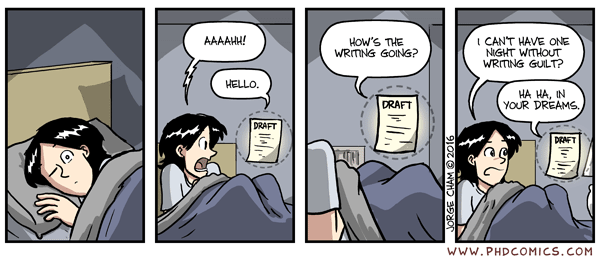 AAAAHH!
HELLO.
DRAFT
HOW'S THE
WRITING GOING?
DRAFT
JORGE CHAM © 2016
I CAN'T HAVE ONE
NIGHT WITHOUT
WRITING GUILT?
HA HA, IN
YOUR DREAMS.
DRAFT
WWW.PHDCOMICS.COM